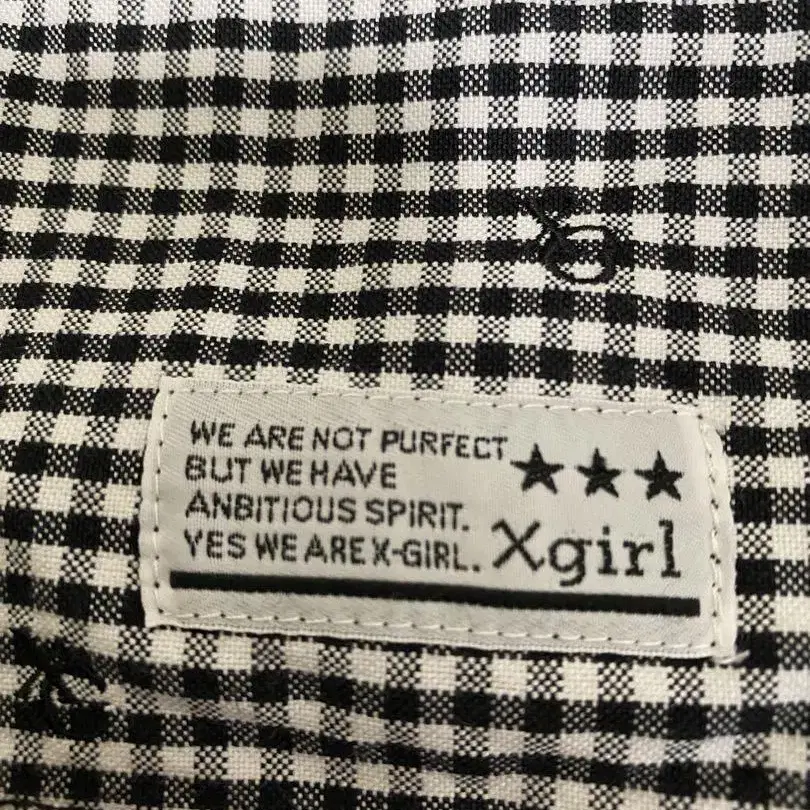 WE ARE NOT PURFECT
BUT WE HAVE
ANBITIOUS SPIRIT.
YES WE ARE X-GIRL.
★★★
Xgirl